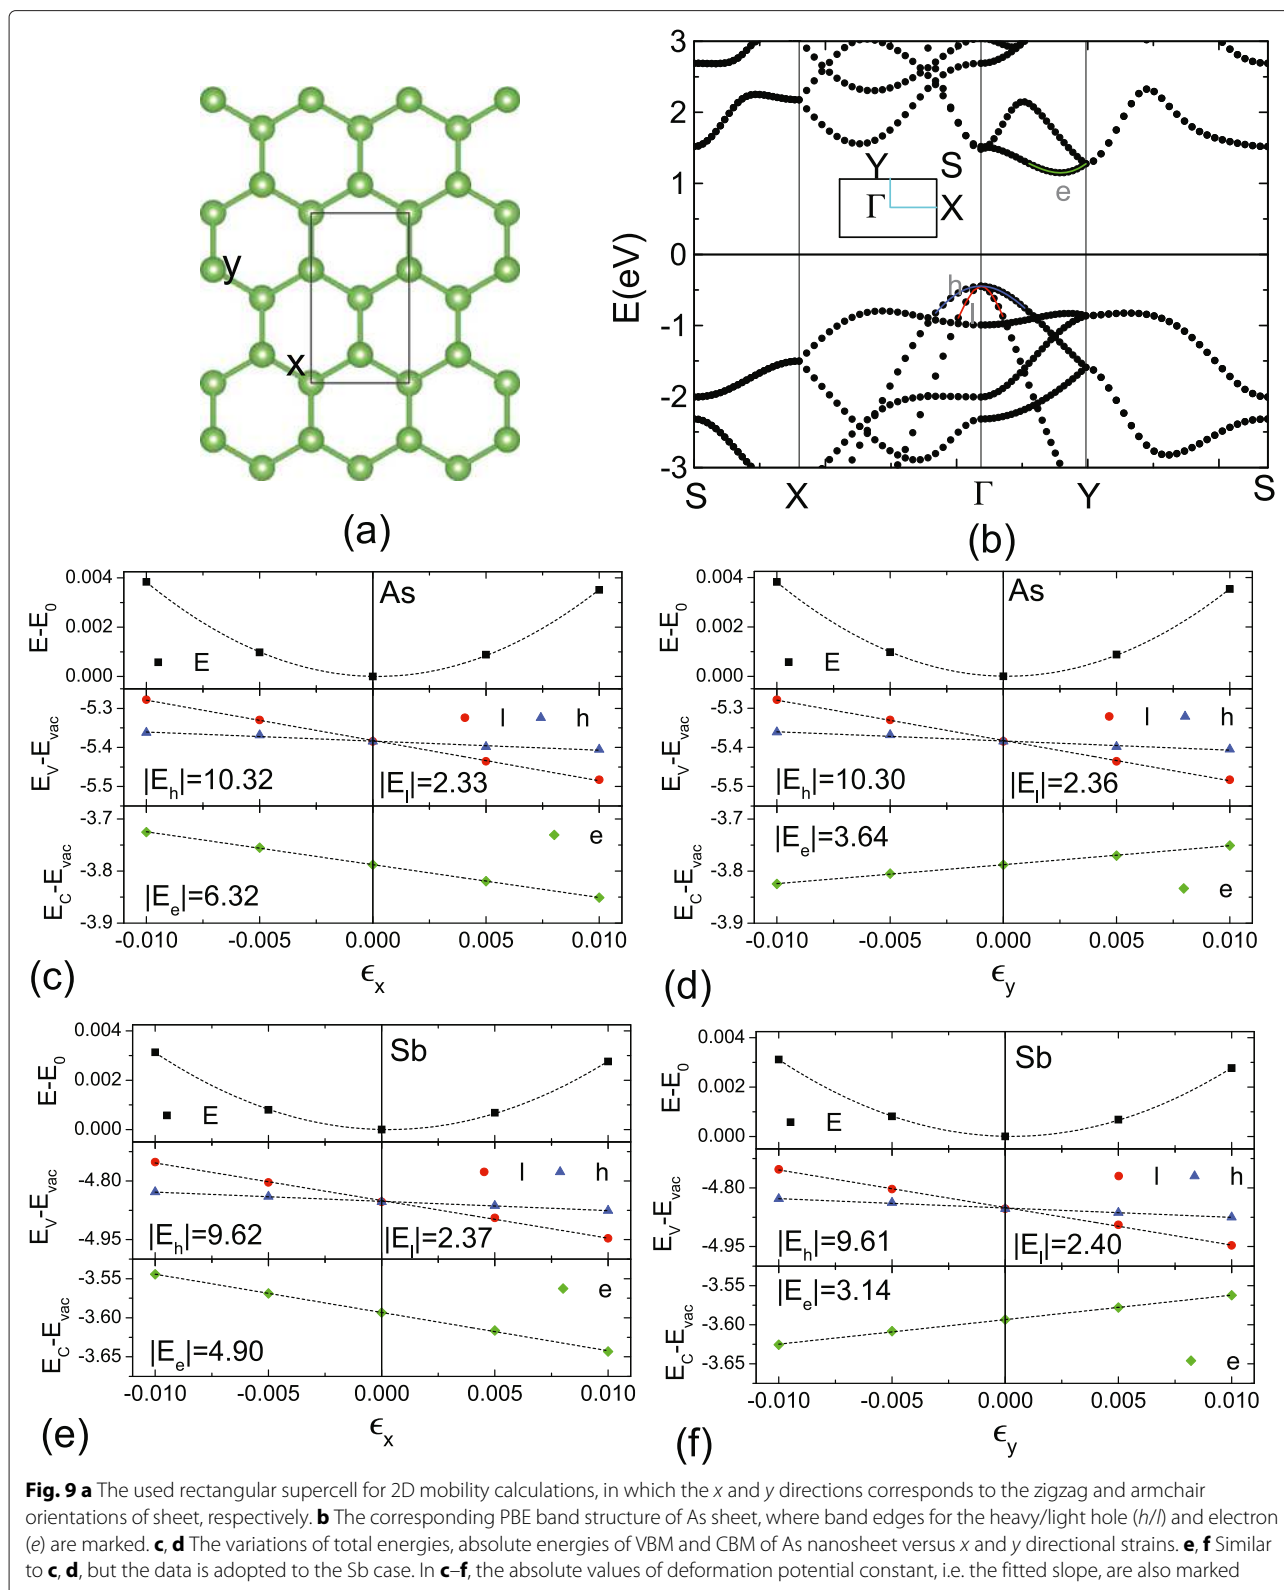 y
x
(a)
3
2
1
0
-1
-2
-3
E(eV)
Y S
Γ X
e
h
l
S X Γ Y S
(b)
0.004
0.002
0.000
E-E0
As
E
-5.3
-5.4
-5.5
EV-Evac
l h
|Eh|=10.32 |El|=2.33
-3.7
-3.8
-3.9
EC-Evac
e
|Ee|=6.32
-0.010 -0.005 0.000 0.005 0.010
ϵx
(c)
0.004
0.002
0.000
E-E0
As
E
-5.3
-5.4
-5.5
EV-Evac
l h
|Eh|=10.30 |El|=2.36
-3.7
-3.8
-3.9
EC-Evac
|Ee|=3.64
e
-0.010 -0.005 0.000 0.005 0.010
ϵy
(d)
0.004
0.002
0.000
E-E0
Sb
E
-4.80
-4.95
EV-Evac
l h
|Eh|=9.62 |El|=2.37
-3.55
-3.60
-3.65
EC-Evac
e
|Ee|=4.90
-0.010 -0.005 0.000 0.005 0.010
ϵx
(e)
0.004
0.002
0.000
E-E0
Sb
E
-4.80
-4.95
EV-Evac
l h
|Eh|=9.61 |El|=2.40
-3.55
-3.60
-3.65
EC-Evac
|Ee|=3.14
e
-0.010 -0.005 0.000 0.005 0.010
ϵy
(f)
Fig. 9 a The used rectangular supercell for 2D mobility calculations, in which the x and y directions corresponds to the zigzag and armchair
orientations of sheet, respectively. b The corresponding PBE band structure of As sheet, where band edges for the heavy/light hole (h/l) and electron
(e) are marked. c, d The variations of total energies, absolute energies of VBM and CBM of As nanosheet versus x and y directional strains. e, f Similar
to c, d, but the data is adopted to the Sb case. In c–f, the absolute values of deformation potential constant, i.e. the fitted slope, are also marked